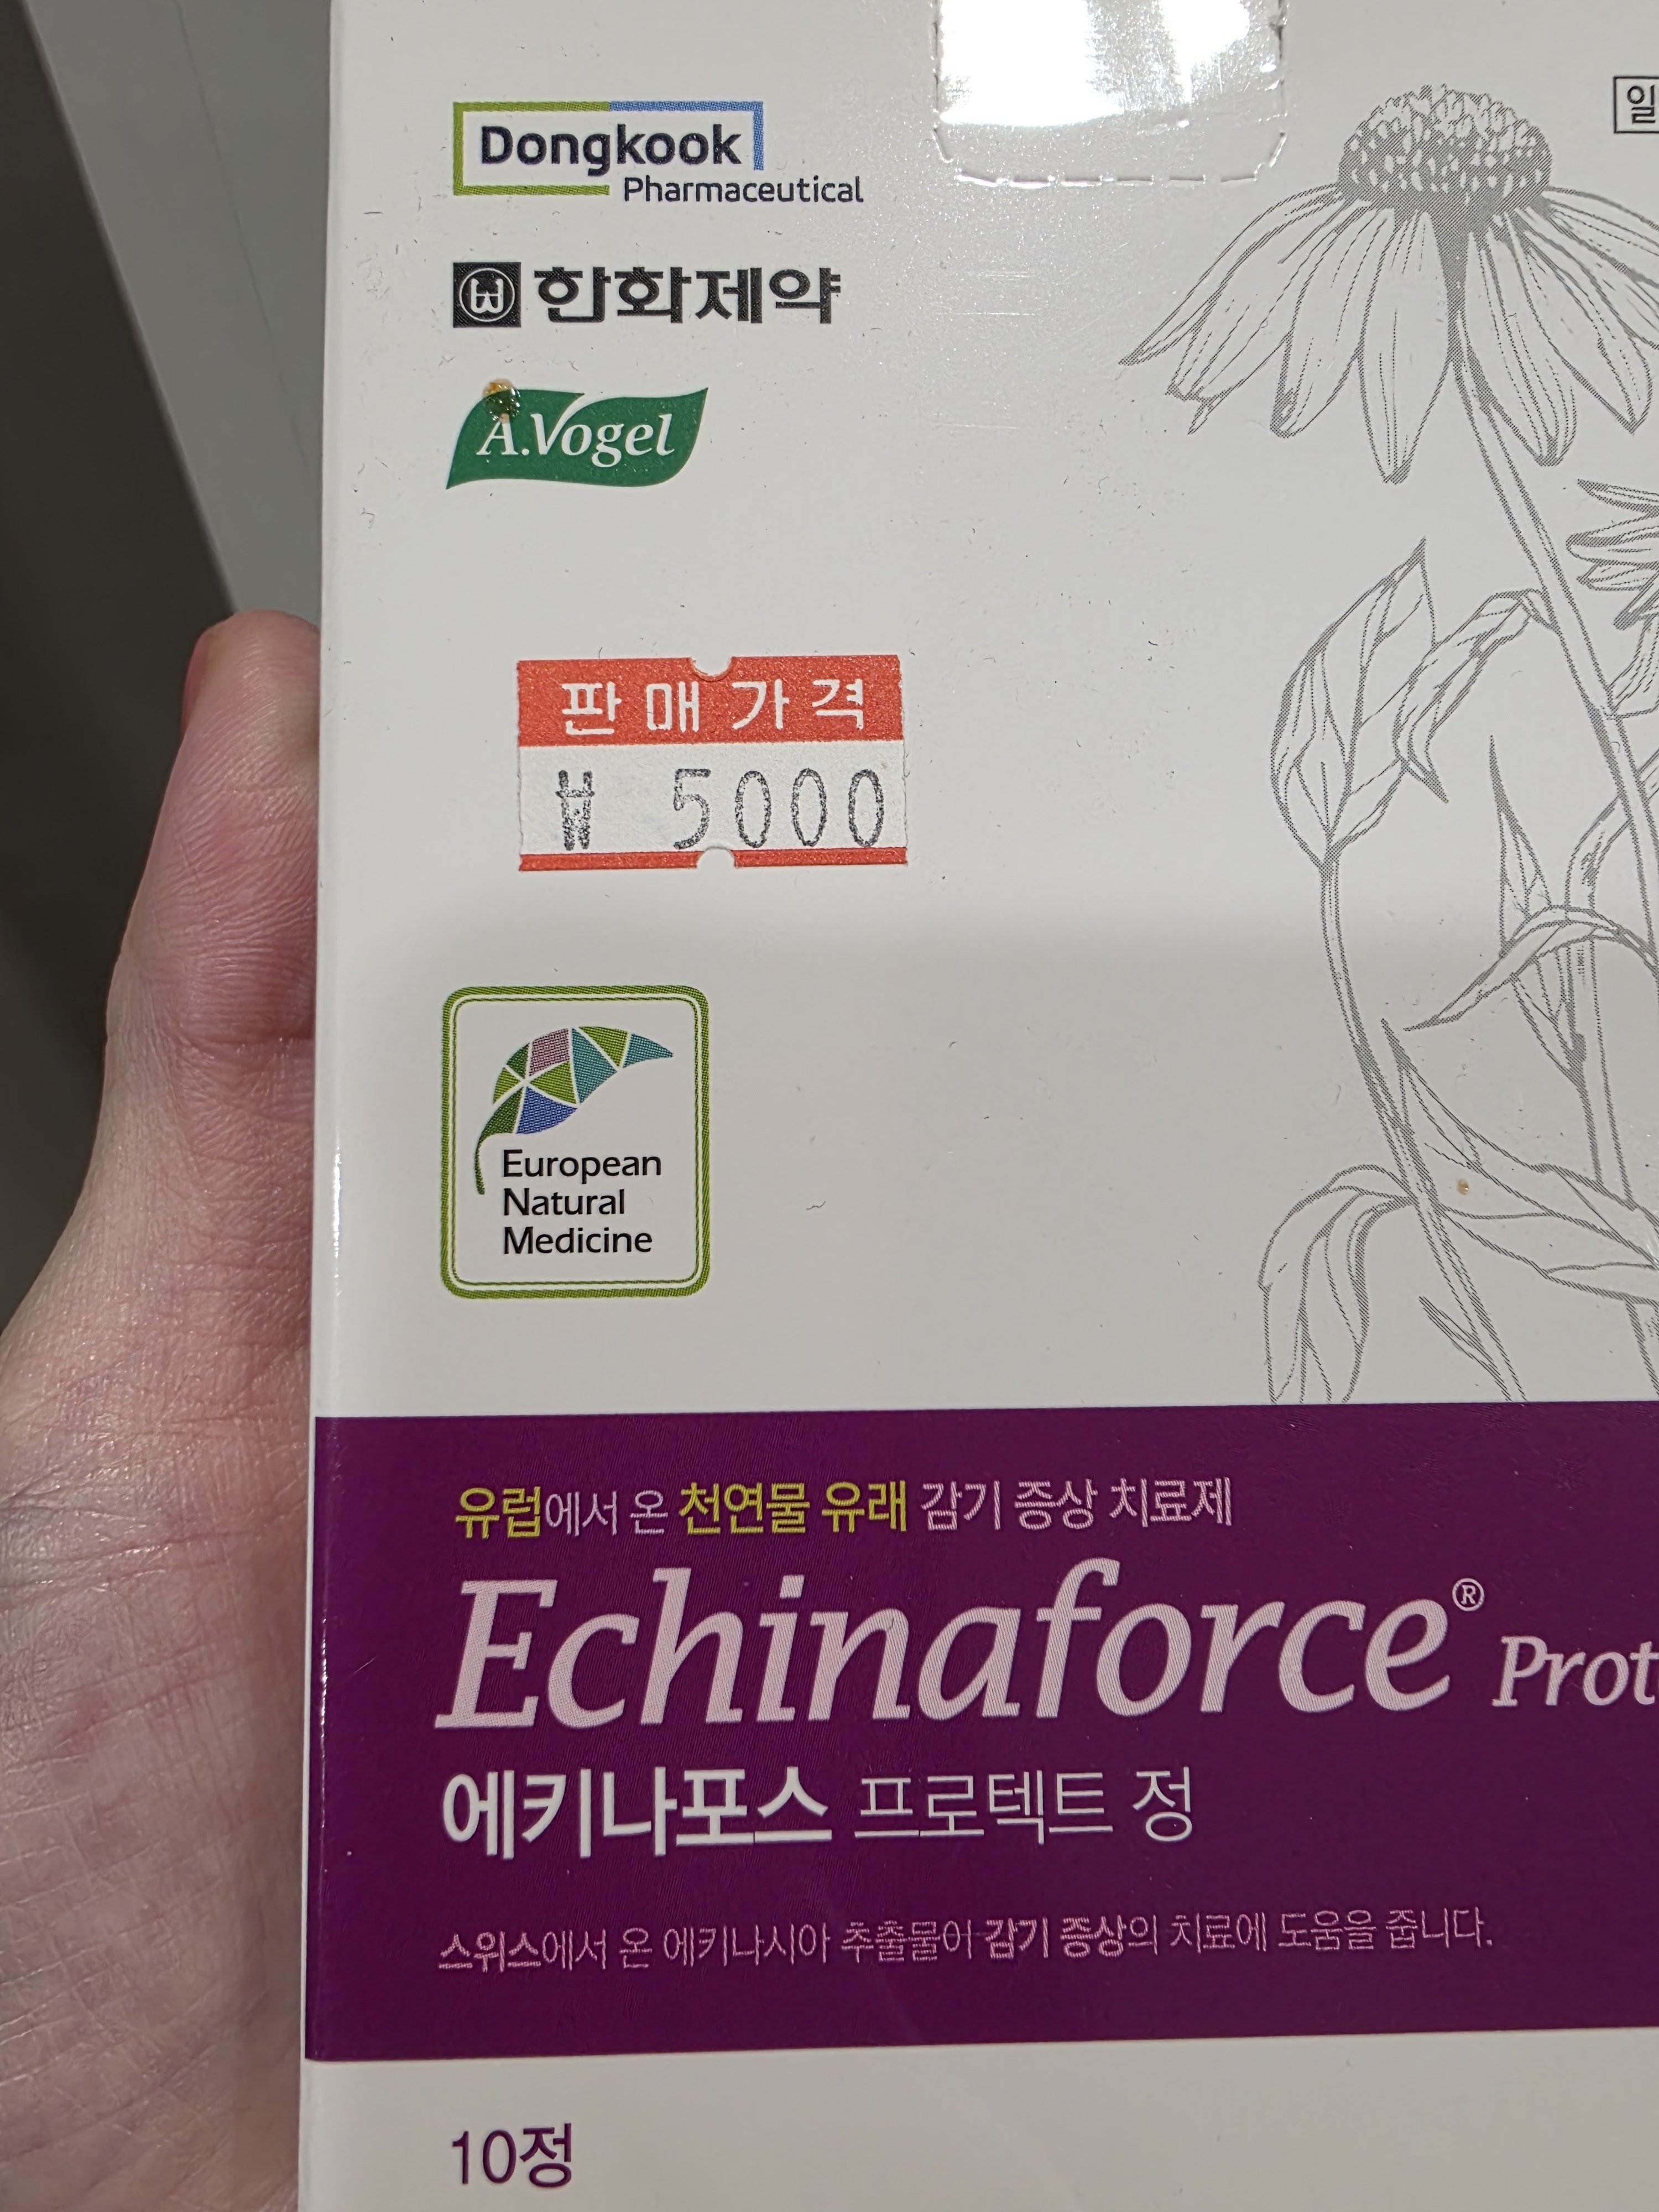 Dongkook
Pharmaceutical
한화제약
A.Vogel
판매가격
₩ 5000
European
Natural
Medicine
유럽에서 온 천연물 유래 감기 증상 치료제
Echinaforce® Prot
에키나포스 프로텍트 정
스위스에서 온 에키나시아 추출물이 감기 증상의 치료에 도움을 줍니다.
10정